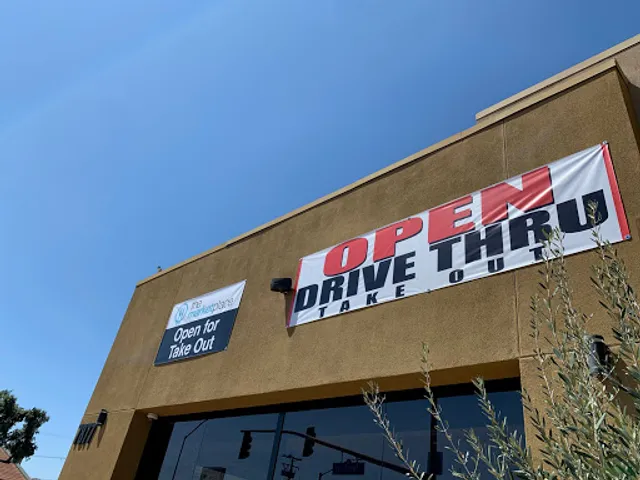 the
marketplace
Open for
Take Out
OPEN
DRIVE THRU
TAKE OUT